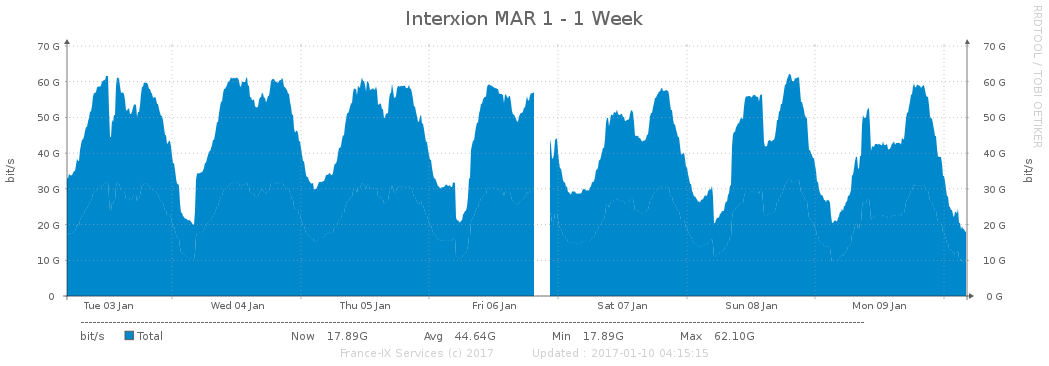 Interxion MAR 1 - 1 Week
RRDTOOL / TOBI OETIKER
70 G 70 G
60 G 60 G
50 G 50 G
40 G 40 G
30 G 30 G
20 G 20 G
10 G 10 G
0 0 G
bit/s bit/s
Tue 03 Jan Wed 04 Jan Thu 05 Jan Fri 06 Jan Sat 07 Jan Sun 08 Jan Mon 09 Jan
bit/s Total Now 17.89G Avg 44.64G Min 17.89G Max 62.10G
France-IX Services (c) 2017 Updated : 2017-01-10 04:15:15